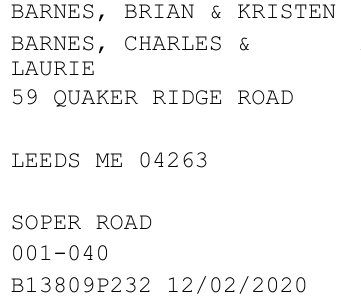 BARNES, BRIAN & KRISTEN
BARNES, CHARLES &
LAURIE
59 QUAKER RIDGE ROAD
LEEDS ME 04263
SOPER ROAD
001-040
B13809P232 12/02/2020